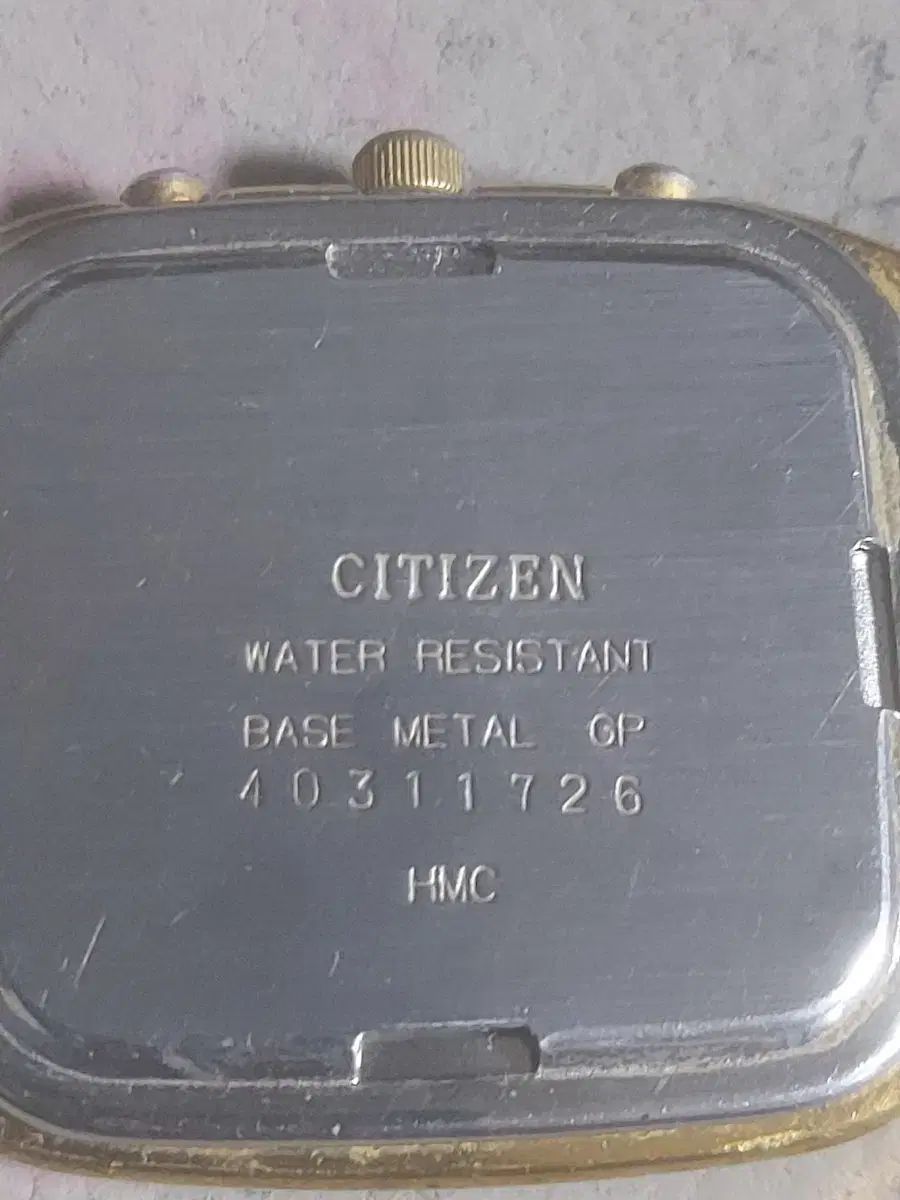 CITIZEN
WATER RESISTANT
BASE METAL GP
40311726
HMC